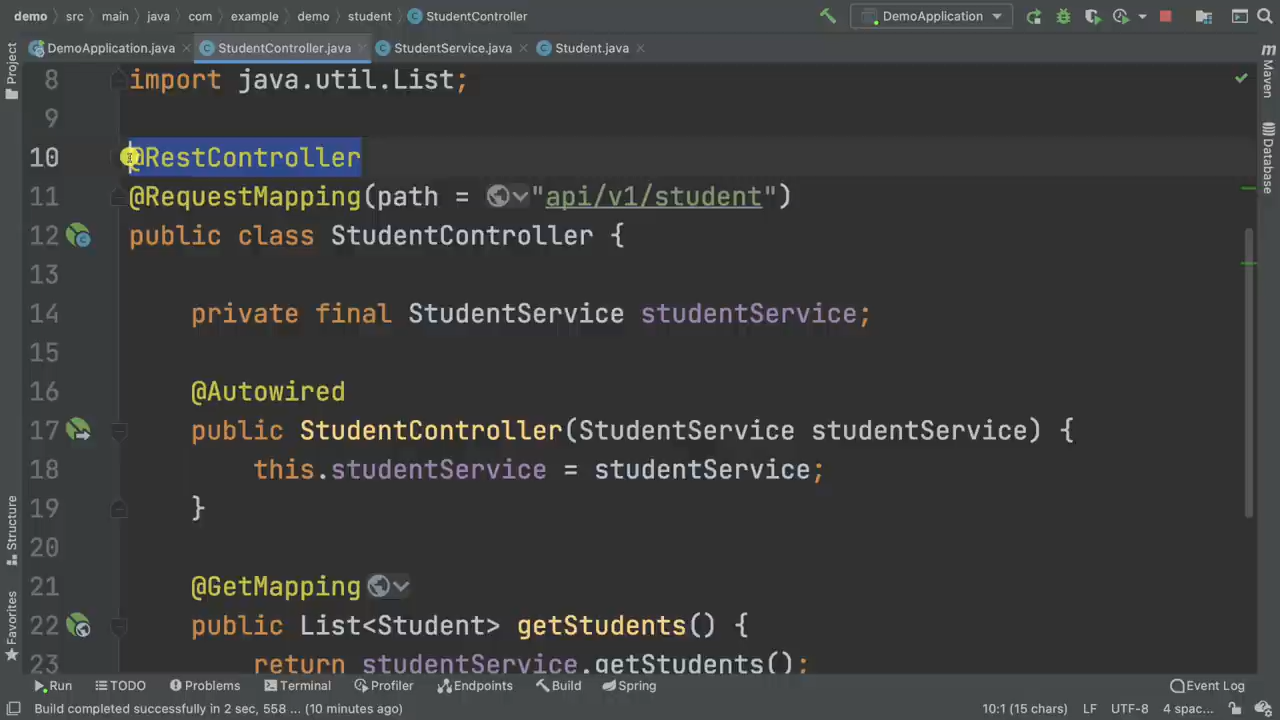 demo src main java com example demo student StudentController DemoApplication
DemoApplication.java StudentController.java StudentService.java Student.java
Project
Structure
Favorites
Maven
Database
8 import java.util.List;
9
10 @RestController
11 @RequestMapping(path = "api/v1/student")
12 public class StudentController {
13
14 private final StudentService studentService;
15
16 @Autowired
17 public StudentController(StudentService studentService) {
18 this.studentService = studentService;
19 }
20
21 @GetMapping
22 public List<Student> getStudents() {
23 return studentService.getStudents();
Run TODO Problems Terminal Profiler Endpoints Build Spring Event Log
Build completed successfully in 2 sec, 558 ... (10 minutes ago) 10:1 (15 chars) LF UTF-8 4 spac...